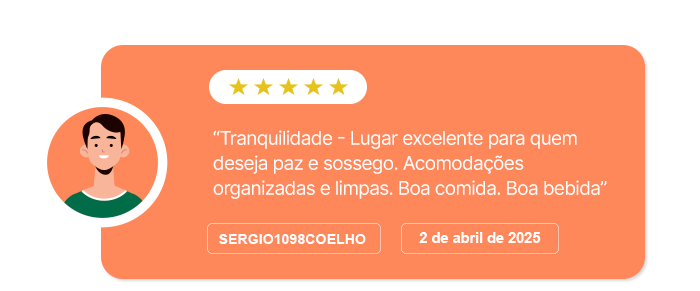 “Tranquilidade - Lugar excelente para quem
deseja paz e sossego. Acomodações
organizadas e limpas. Boa comida. Boa bebida”
SERGIO1098COELHO
2 de abril de 2025